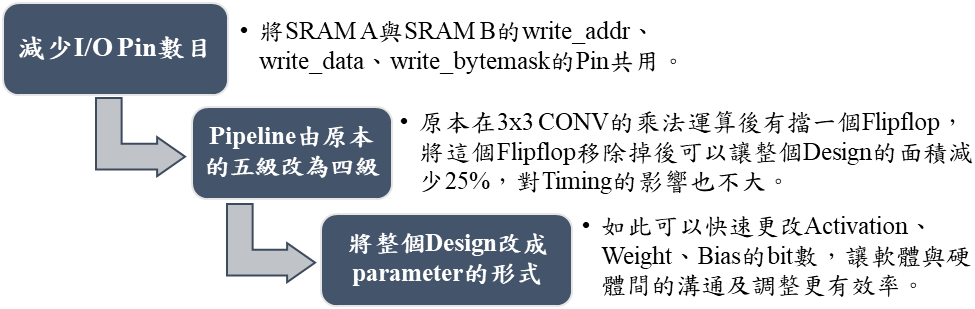 減少I/O Pin數目
• 將SRAM A與SRAM B的write_addr、
write_data、write_bytemask的Pin共用。
Pipeline由原本
的五級改為四級
• 原本在3x3 CONV的乘法運算後有擋一個Flipflop，
將這個Flipflop移除掉後可以讓整個Design的面積減
少25%，對Timing的影響也不大。
將整個Design改成
parameter的形式
• 如此可以快速更改Activation、
Weight、Bias的bit數，讓軟體與硬
體間的溝通及調整更有效率。